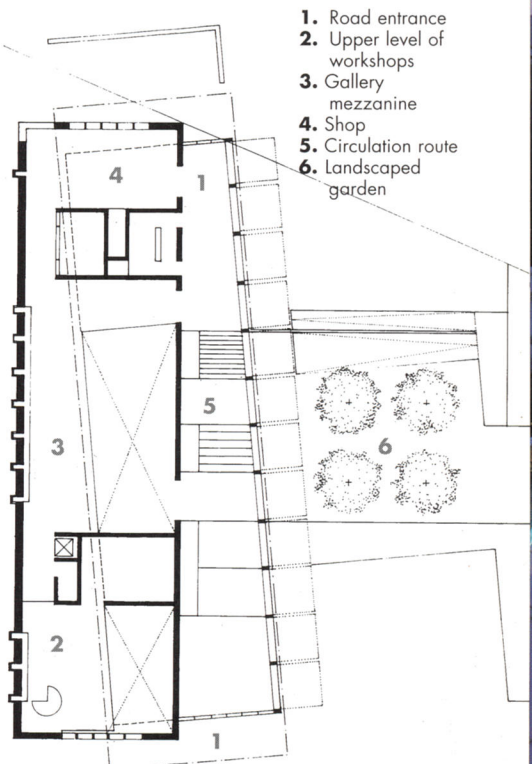 1. Road entrance
2. Upper level of
workshops
3. Gallery
mezzanine
4. Shop
5. Circulation route
6. Landscaped
garden
4
1
5
3
6
2
1